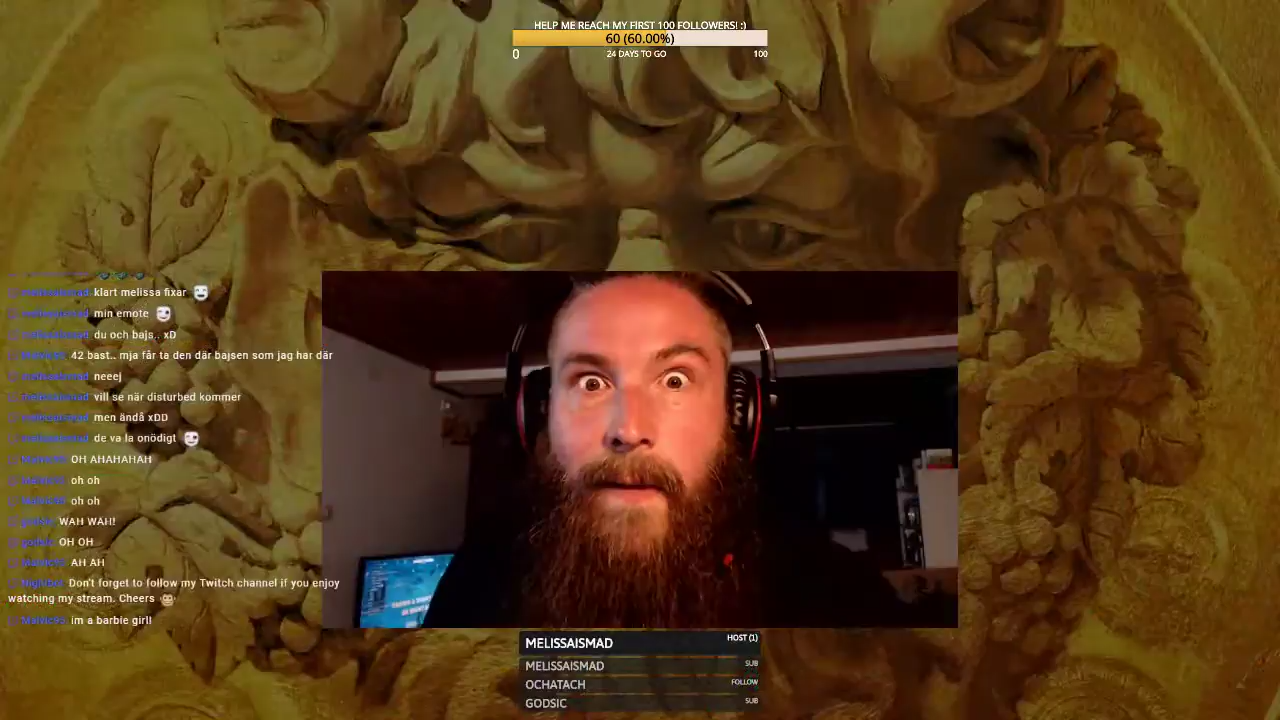 HELP ME REACH MY FIRST 100 FOLLOWERS! :)
60 (60.00%)
0 24 DAYS TO GO 100
klart melissa fixar
min emote
du och bajs.. xD
42 bast.. mja får ta den där bajsen som jag har där
neeej
vill se när disturbed kommer
men ändå xDD
de va la onödigt
OH AHAHAHAH
oh oh
oh oh
godsic WAH WAH!
godsic OH OH
AH AH
Don't forget to follow my Twitch channel if you enjoy
watching my stream. Cheers
im a barbie girl!
MELISSAISMAD HOST (1)
MELISSAISMAD SUB
OCHATACH FOLLOW
GODSIC SUB